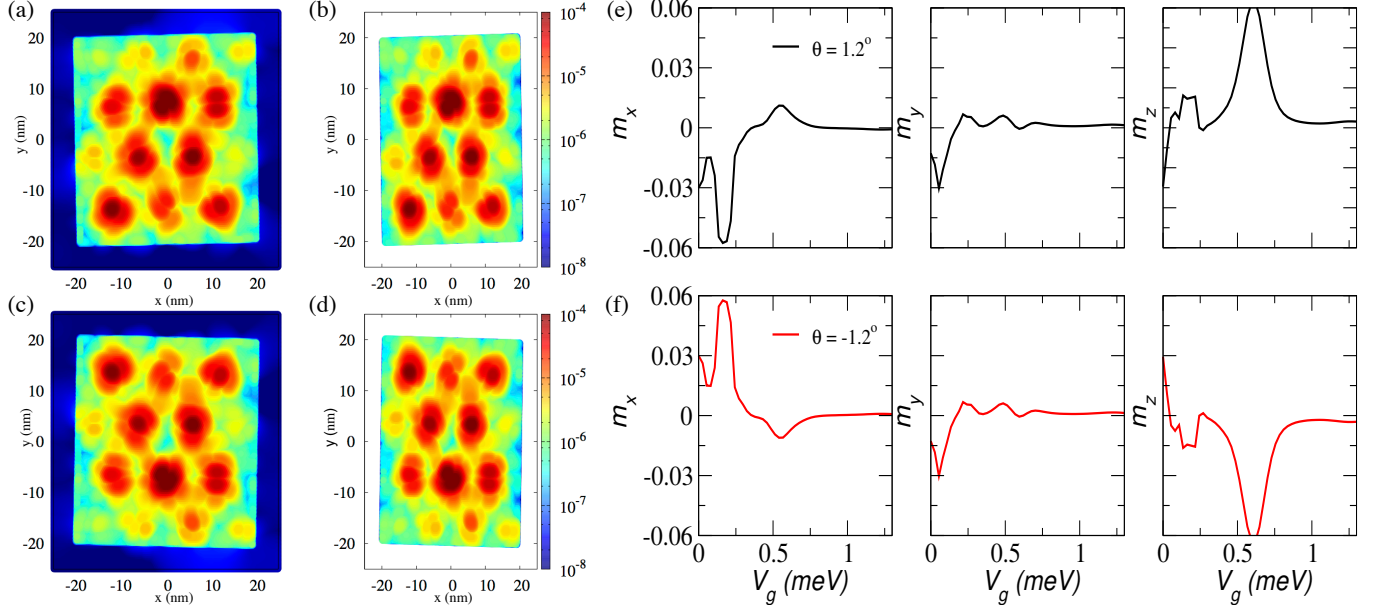 (a)
20
10
0
-10
-20
y (nm)
-20 -10 0 10 20
x (nm)
(b)
20
10
0
-10
-20
y (nm)
-20 -10 0 10 20
x (nm)
10⁻⁴
10⁻⁵
10⁻⁶
10⁻⁷
10⁻⁸
(e)
0.06
0.03
0
-0.03
-0.06
mₓ
θ = 1.2°
m_y
m_z
(c)
20
10
0
-10
-20
y (nm)
-20 -10 0 10 20
x (nm)
(d)
20
10
0
-10
-20
y (nm)
-20 -10 0 10 20
x (nm)
10⁻⁴
10⁻⁵
10⁻⁶
10⁻⁷
10⁻⁸
(f)
0.06
0.03
0
-0.03
-0.06
mₓ
θ = -1.2°
m_y
m_z
0 0.5 1
V_g (meV)
0 0.5 1
V_g (meV)
0 0.5 1
V_g (meV)